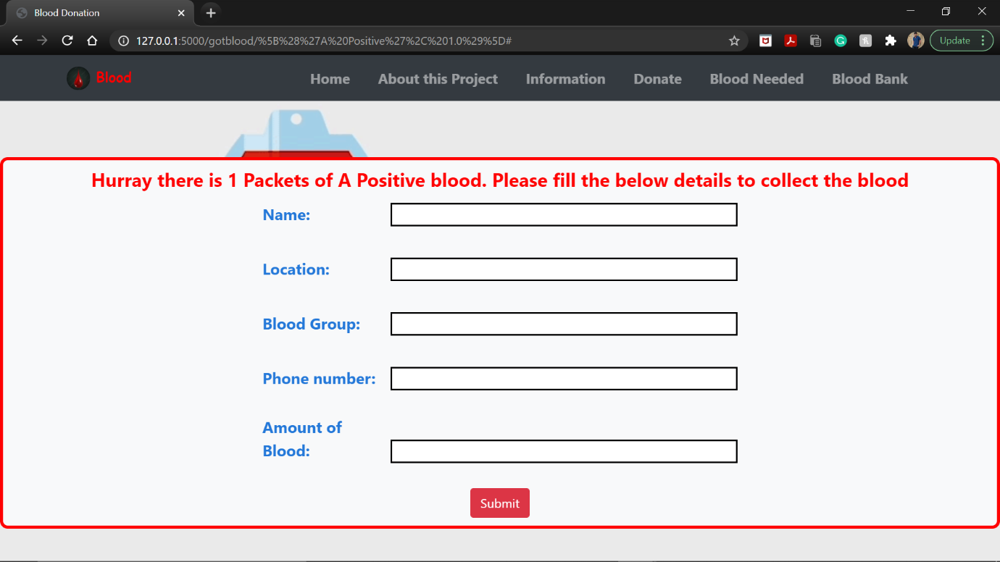 Blood Donation
127.0.0.1:5000/gotblood/%5B%28%27A%20Positive%27%2C%201.0%29%5D#
Update
Blood
Home About this Project Information Donate Blood Needed Blood Bank
Hurray there is 1 Packets of A Positive blood. Please fill the below details to collect the blood
Name:
Location:
Blood Group:
Phone number:
Amount of
Blood:
Submit